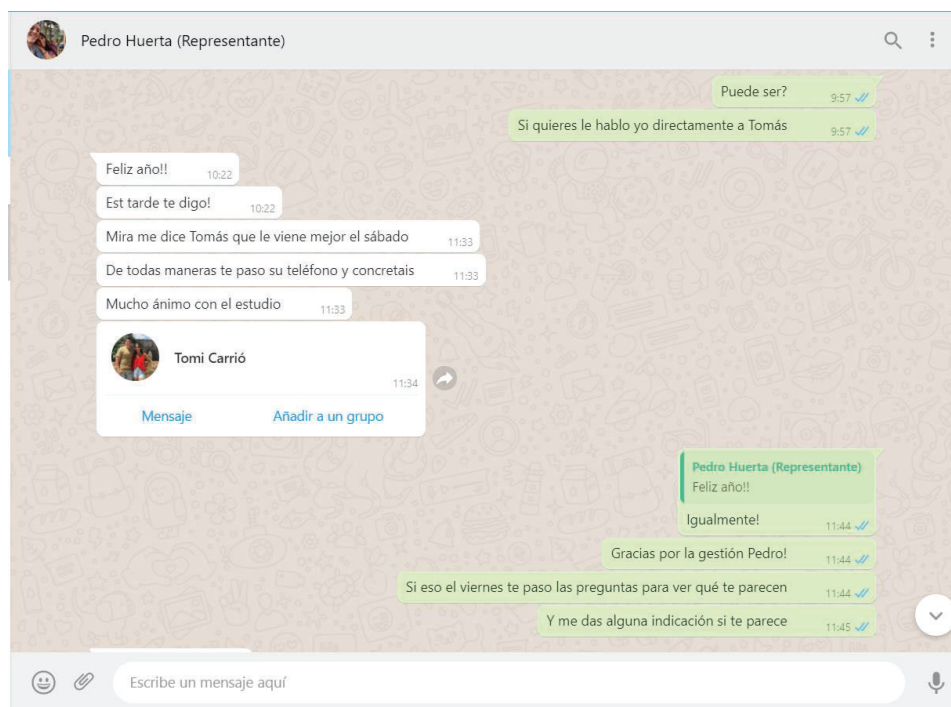 Pedro Huerta (Representante)
Puede ser?
9:57
Si quieres le hablo yo directamente a Tomás
9:57
Feliz año!!
10:22
Est tarde te digo!
10:22
Mira me dice Tomás que le viene mejor el sábado
11:33
De todas maneras te paso su teléfono y concretais
11:33
Mucho ánimo con el estudio
11:33
Tomi Carrió
11:34
Mensaje
Añadir a un grupo
Pedro Huerta (Representante)
Feliz año!!
Igualmente!
11:44
Gracias por la gestión Pedro!
11:44
Si eso el viernes te paso las preguntas para ver qué te parecen
11:44
Y me das alguna indicación si te parece
11:45
Escribe un mensaje aquí